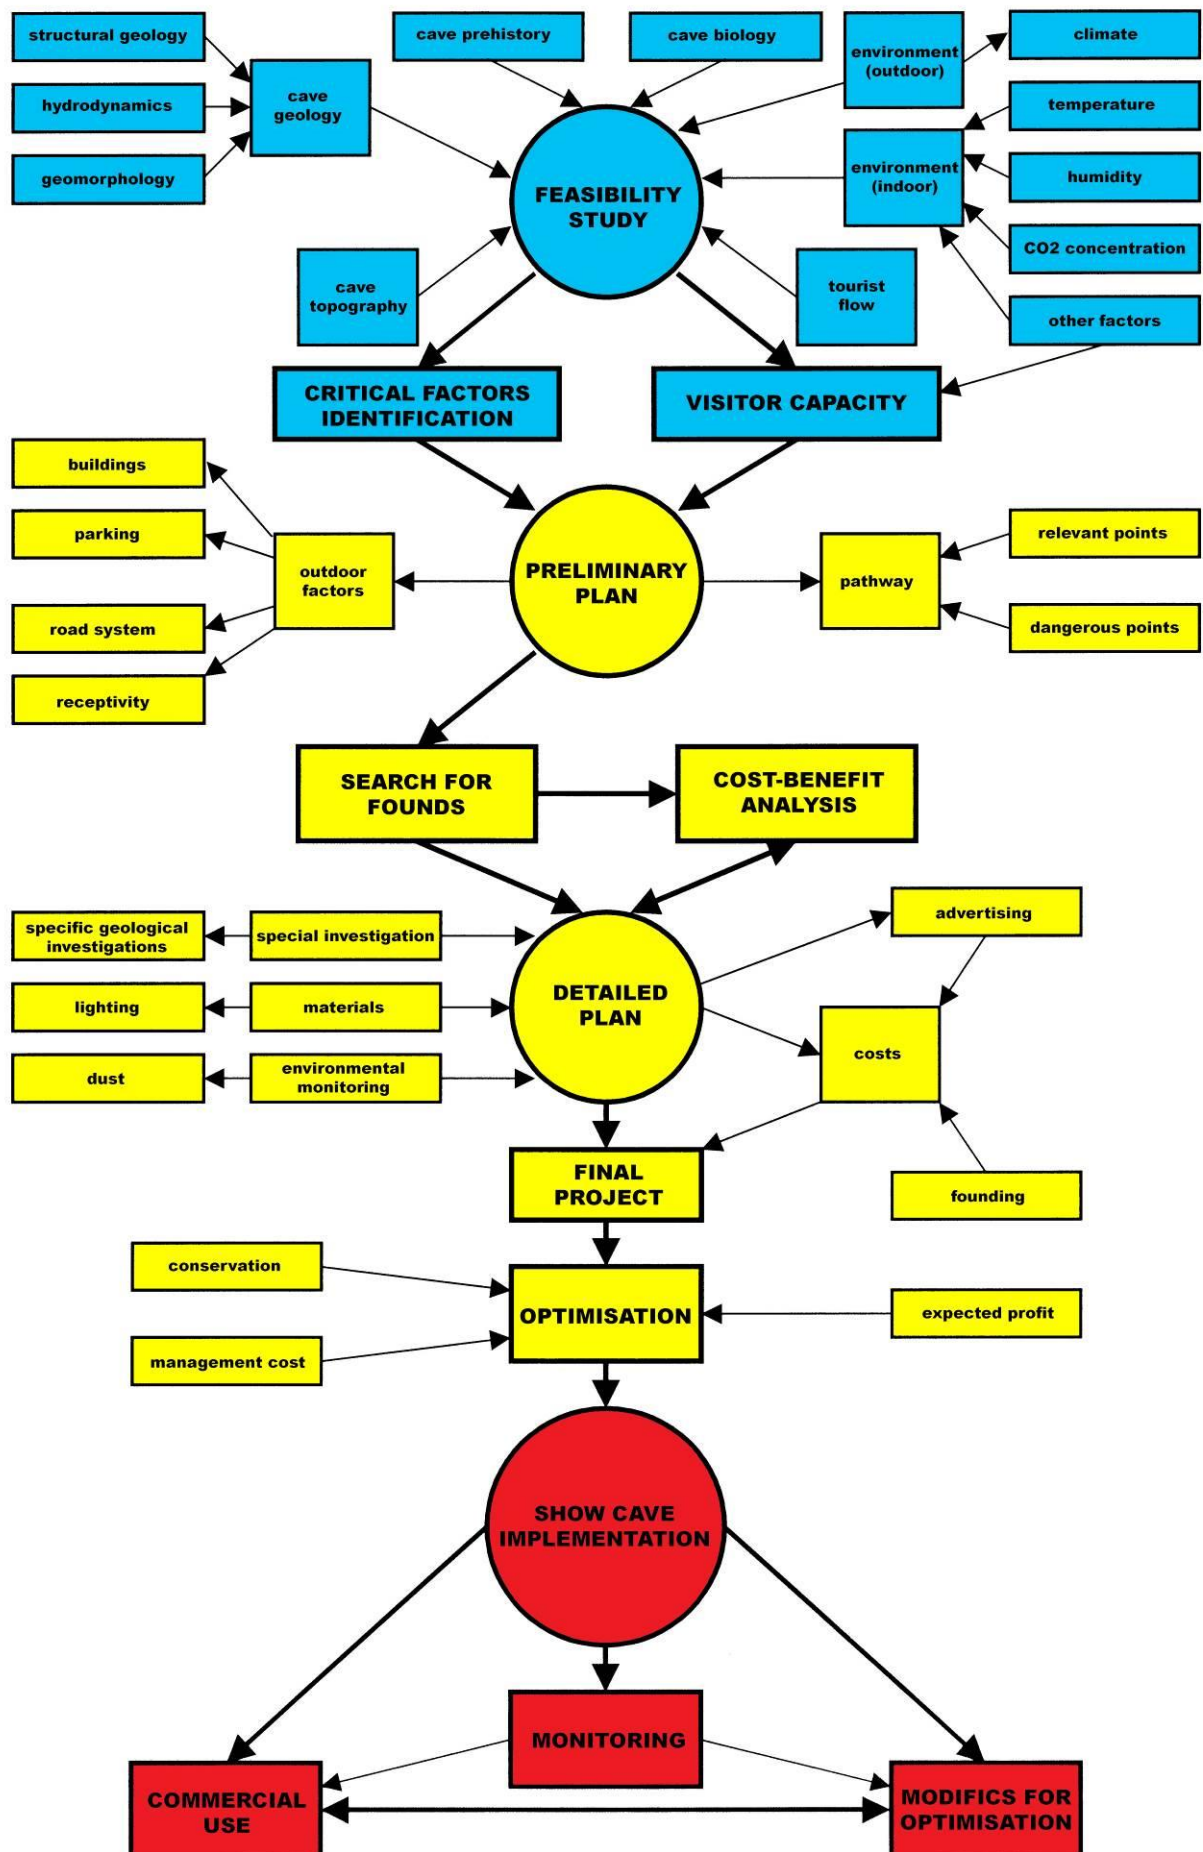 structural geology
cave prehistory
cave biology
environment
(outdoor)
climate
hydrodynamics
cave
geology
temperature
geomorphology
environment
(indoor)
humidity
FEASIBILITY
STUDY
CO2 concentration
cave
topography
tourist
flow
other factors
CRITICAL FACTORS
IDENTIFICATION
VISITOR CAPACITY
buildings
parking
relevant points
outdoor
factors
PRELIMINARY
PLAN
pathway
road system
dangerous points
receptivity
SEARCH FOR
FOUNDS
COST-BENEFIT
ANALYSIS
advertising
specific geological
investigations
special investigation
lighting
materials
DETAILED
PLAN
costs
dust
environmental
monitoring
FINAL
PROJECT
founding
conservation
OPTIMISATION
expected profit
management cost
SHOW CAVE
IMPLEMENTATION
MONITORING
COMMERCIAL
USE
MODIFICS FOR
OPTIMISATION